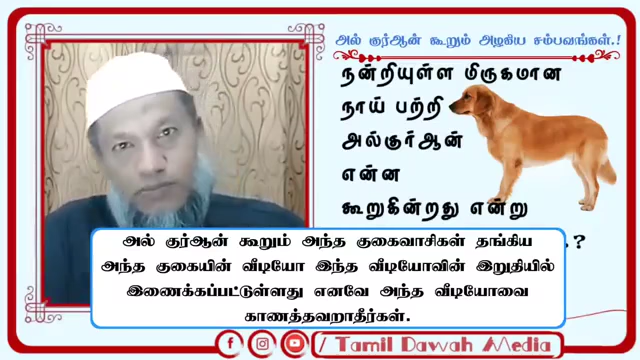 அல் குர்ஆன் கூறும் அழகிய சம்பவங்கள்.!
நன்றியுள்ள மிருகமான
நாய் பற்றி
அல்குர்ஆன்
என்ன
கூறுகின்றது என்று
.?
அல் குர்ஆன் கூறும் அந்த குகைவாசிகள் தங்கிய
அந்த குகையின் வீடியோ இந்த வீடியோவின் இறுதியில்
இணைக்கப்பட்டுள்ளது எனவே அந்த வீடியோவை
காணத்தவறாதீர்கள்.
/ Tamil Dawah Media